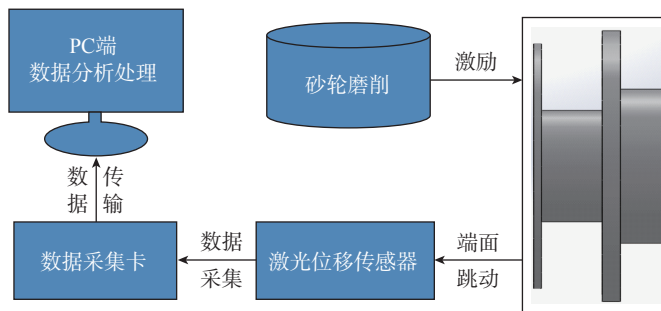 PC端
数据分析处理
砂轮磨削
激励
数据
传输
数据采集卡
数据
采集
激光位移传感器
端面
跳动